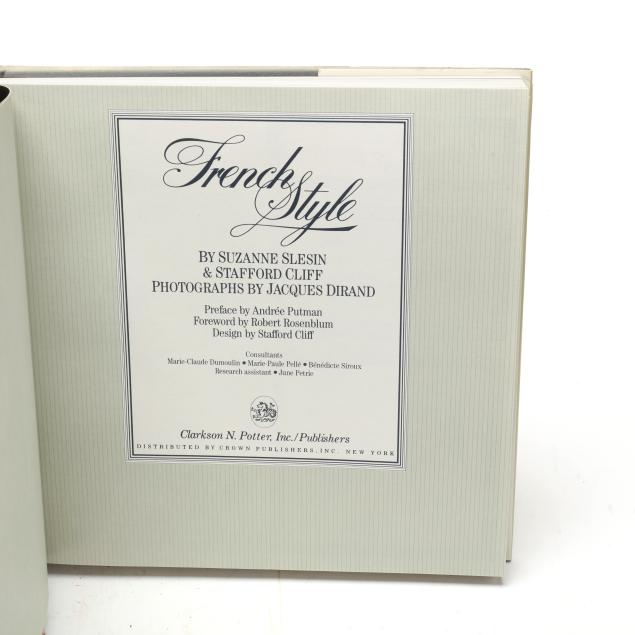 French
Style
BY SUZANNE SLESIN
& STAFFORD CLIFF
PHOTOGRAPHS BY JACQUES DIRAND
Preface by Andrée Putman
Foreword by Robert Rosenblum
Design by Stafford Cliff
Consultants
Marie-Claude Dumoulin • Marie-Paule Pellé • Bénédicte Siroux
Research assistant • June Petrie
Clarkson N. Potter, Inc./Publishers
DISTRIBUTED BY CROWN PUBLISHERS, INC. NEW YORK